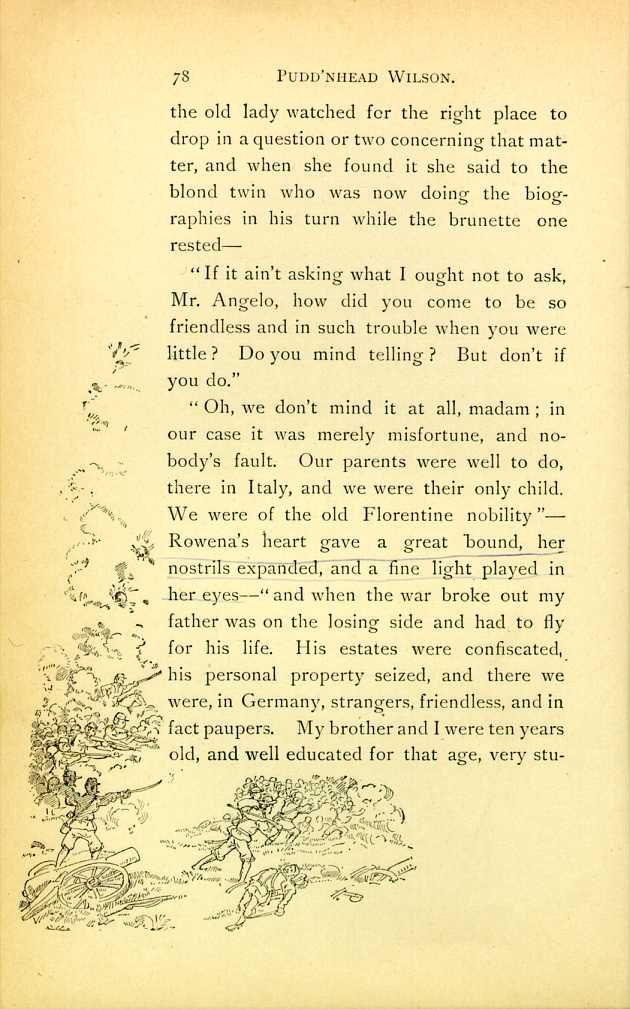 78 PUDD'NHEAD WILSON.
the old lady watched for the right place to
drop in a question or two concerning that mat-
ter, and when she found it she said to the
blond twin who was now doing the biog-
raphies in his turn while the brunette one
rested—
“If it ain't asking what I ought not to ask,
Mr. Angelo, how did you come to be so
friendless and in such trouble when you were
little? Do you mind telling? But don't if
you do.”
“Oh, we don't mind it at all, madam; in
our case it was merely misfortune, and no-
body's fault. Our parents were well to do,
there in Italy, and we were their only child.
We were of the old Florentine nobility”—
Rowena's heart gave a great bound, her
nostrils expanded, and a fine light played in
her eyes—“and when the war broke out my
father was on the losing side and had to fly
for his life. His estates were confiscated,
his personal property seized, and there we
were, in Germany, strangers, friendless, and in
fact paupers. My brother and I were ten years
old, and well educated for that age, very stu-